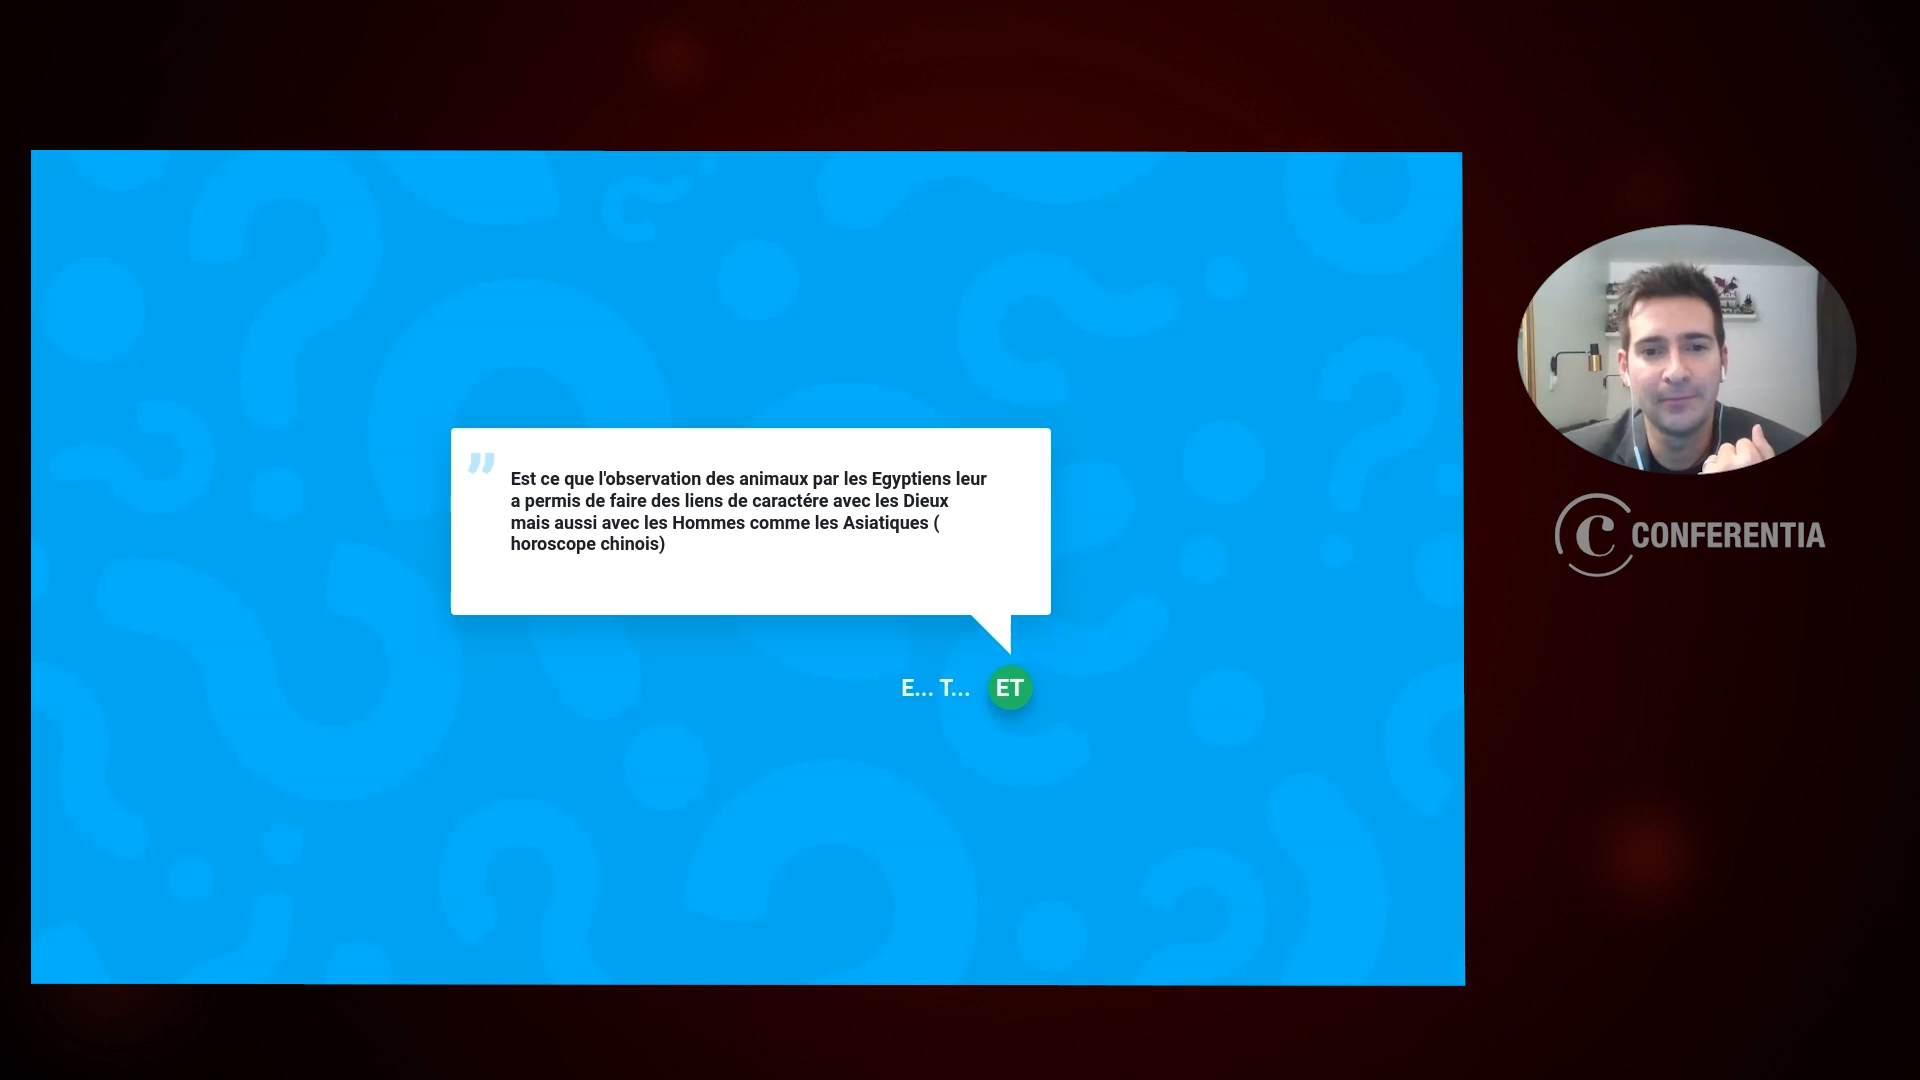 Est ce que l'observation des animaux par les Egyptiens leur
a permis de faire des liens de caractére avec les Dieux
mais aussi avec les Hommes comme les Asiatiques (
horoscope chinois)
E... T...
ET
C CONFERENTIA